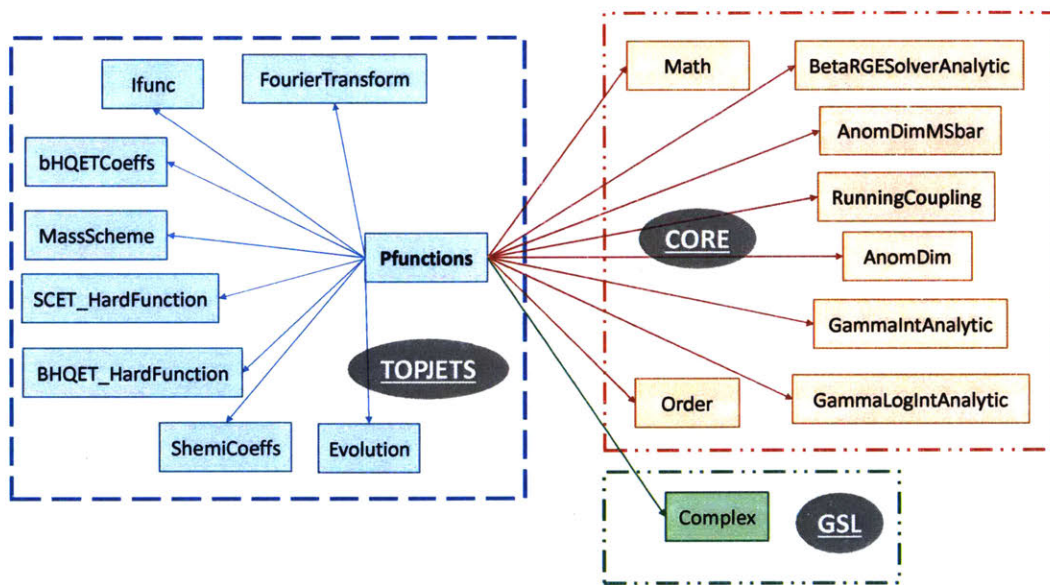 Ifunc
FourierTransform
bHQETCoeffs
MassScheme
Pfunctions
SCET_HardFunction
BHQET_HardFunction
TOPJETS
ShemiCoeffs
Evolution
Math
BetaRGESolverAnalytic
AnomDimMSbar
RunningCoupling
CORE
AnomDim
GammaIntAnalytic
Order
GammaLogIntAnalytic
Complex
GSL